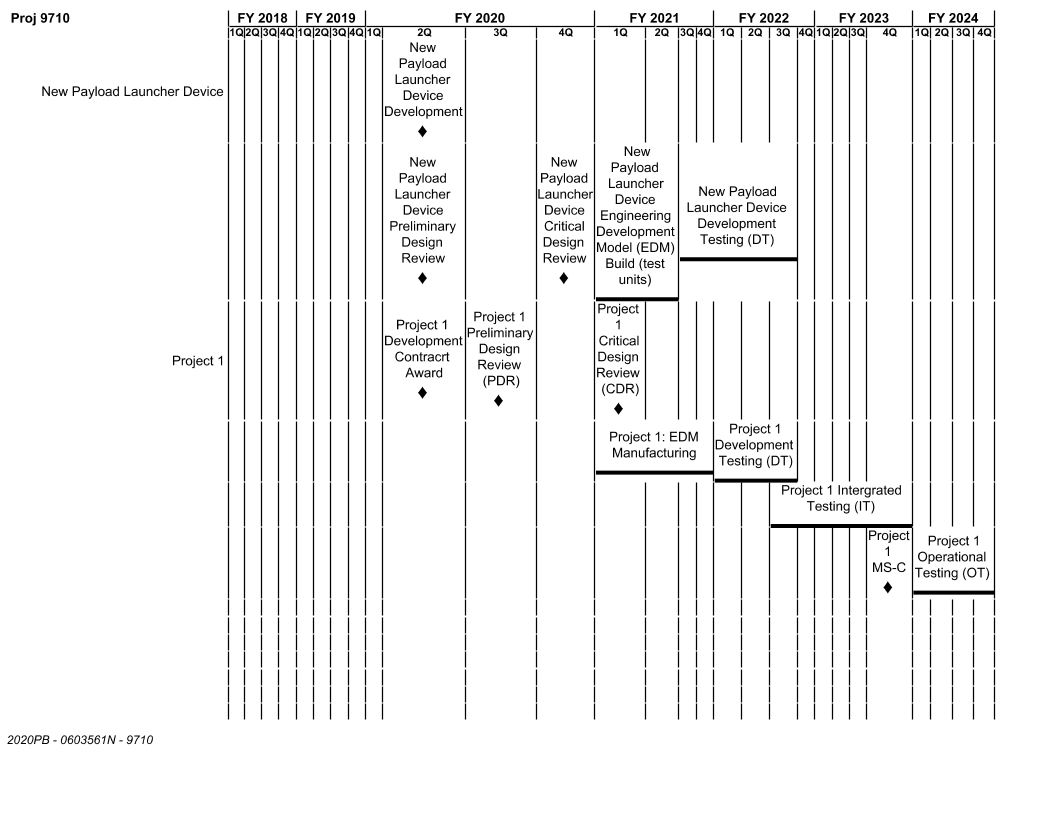 Proj 9710
FY 2018 FY 2019 FY 2020 FY 2021 FY 2022 FY 2023 FY 2024
1Q 2Q 3Q 4Q 1Q 2Q 3Q 4Q 1Q 2Q 3Q 4Q 1Q 2Q 3Q 4Q 1Q 2Q 3Q 4Q 1Q 2Q 3Q 4Q 1Q 2Q 3Q 4Q
New Payload Launcher Device
New
Payload
Launcher
Device
Development
New
Payload
Launcher
Device
Preliminary
Design
Review
New
Payload
Launcher
Device
Critical
Design
Review
New
Payload
Launcher
Device
Engineering
Development
Model (EDM)
Build (test
units)
New Payload
Launcher Device
Development
Testing (DT)
Project 1
Project 1
Development
Contracrt
Award
Project 1
Preliminary
Design
Review
(PDR)
Project
1
Critical
Design
Review
(CDR)
Project 1: EDM
Manufacturing
Project 1
Development
Testing (DT)
Project 1 Intergrated
Testing (IT)
Project
1
MS-C
Project 1
Operational
Testing (OT)
2020PB - 0603561N - 9710